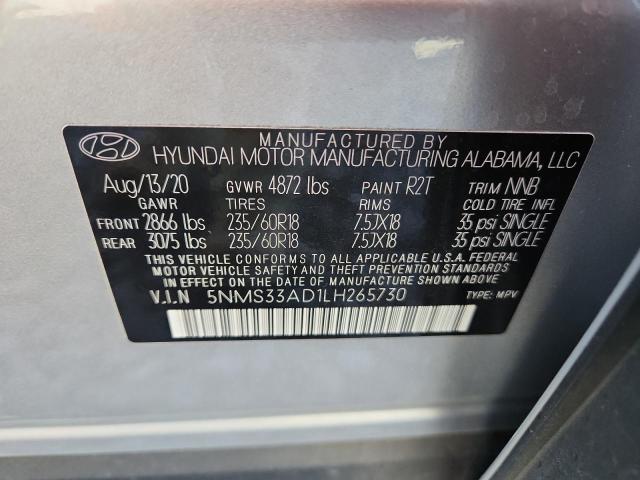 MANUFACTURED BY
HYUNDAI MOTOR MANUFACTURING ALABAMA, LLC
Aug/13/20 GVWR 4872 lbs PAINT R2T TRIM NNB
GAWR TIRES RIMS COLD TIRE INFL
FRONT 2866 lbs 235/60R18 7.5JX18 35 psi SINGLE
REAR 3075 lbs 235/60R18 7.5JX18 35 psi SINGLE
THIS VEHICLE CONFORMS TO ALL APPLICABLE U.S.A. FEDERAL
MOTOR VEHICLE SAFETY AND THEFT PREVENTION STANDARDS
IN EFFECT ON THE DATE OF MANUFACTURE SHOWN ABOVE
V.I.N 5NMS33AD1LH265730 TYPE: MPV